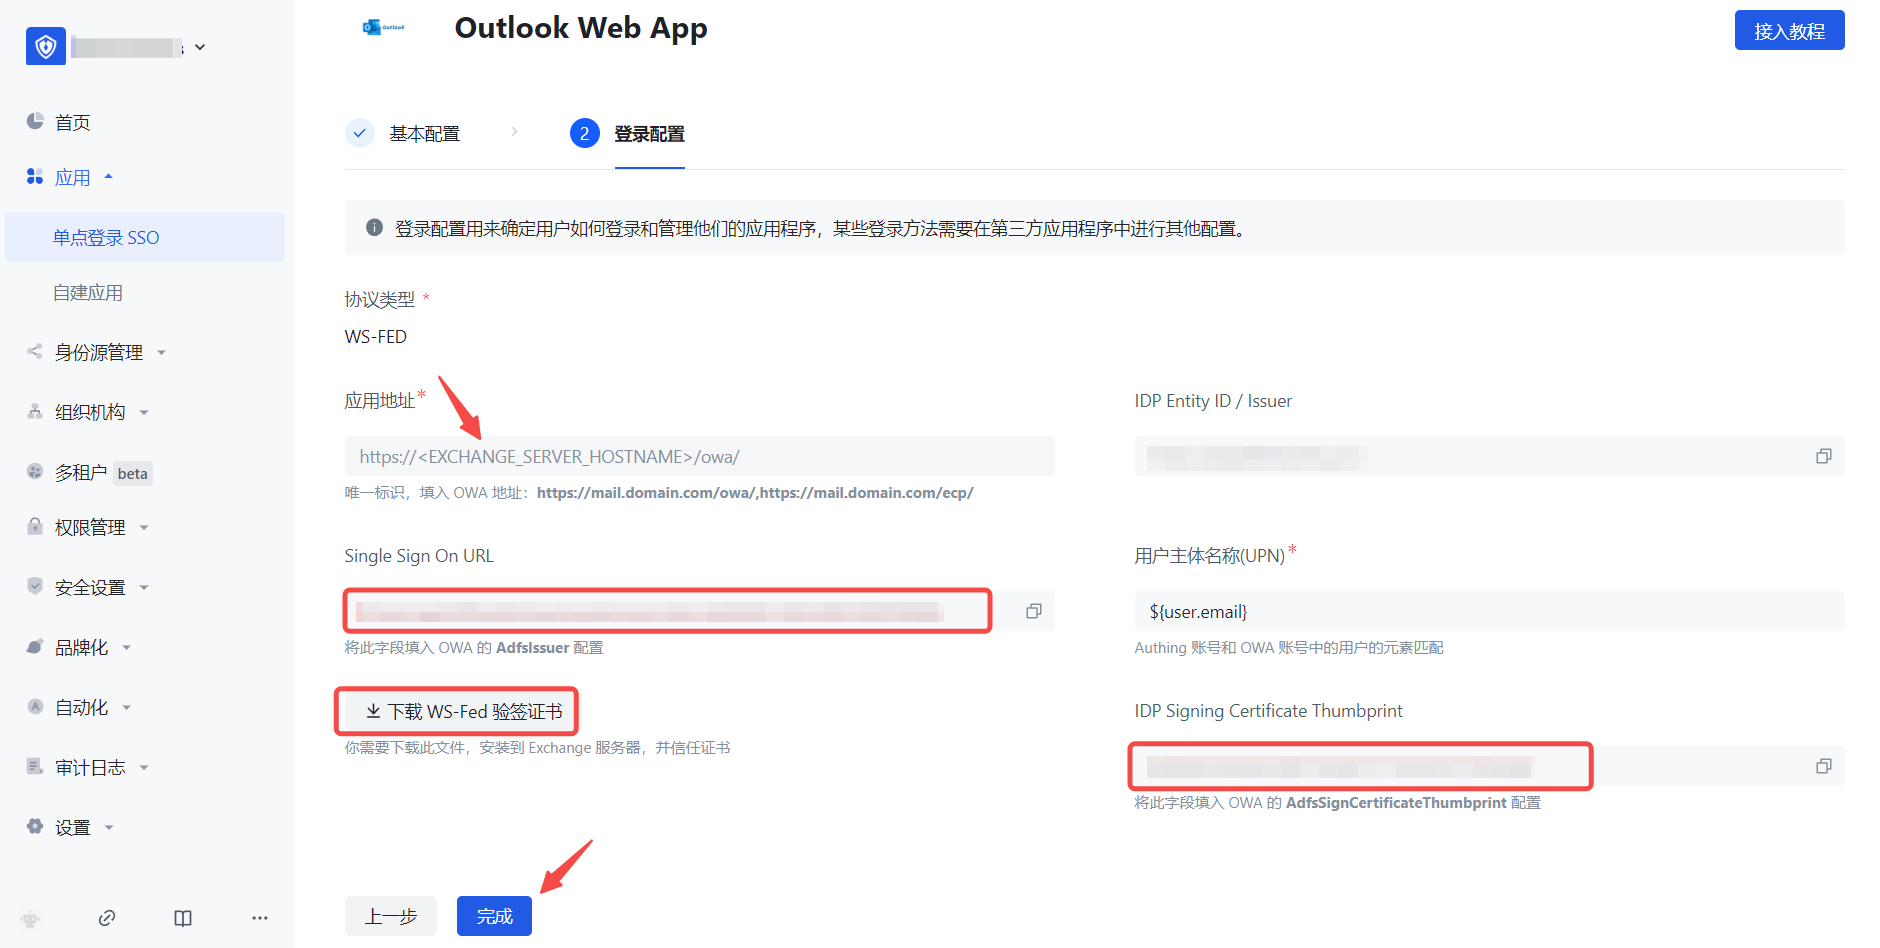 Outlook
Outlook Web App
接入教程
首页
应用
单点登录 SSO
自建应用
身份源管理
组织机构
多租户 beta
权限管理
安全设置
品牌化
自动化
审计日志
设置
基本配置
2 登录配置
登录配置用来确定用户如何登录和管理他们的应用程序，某些登录方法需要在第三方应用程序中进行其他配置。
协议类型 *
WS-FED
应用地址*
https://<EXCHANGE_SERVER_HOSTNAME>/owa/
唯一标识，填入 OWA 地址：https://mail.domain.com/owa/,https://mail.domain.com/ecp/
IDP Entity ID / Issuer
Single Sign On URL
将此字段填入 OWA 的 AdfsIssuer 配置
用户主体名称(UPN)*
${user.email}
Authing 账号和 OWA 账号中的用户的元素匹配
下载 WS-Fed 验签证书
你需要下载此文件，安装到 Exchange 服务器，并信任证书
IDP Signing Certificate Thumbprint
将此字段填入 OWA 的 AdfsSignCertificateThumbprint 配置
上一步
完成